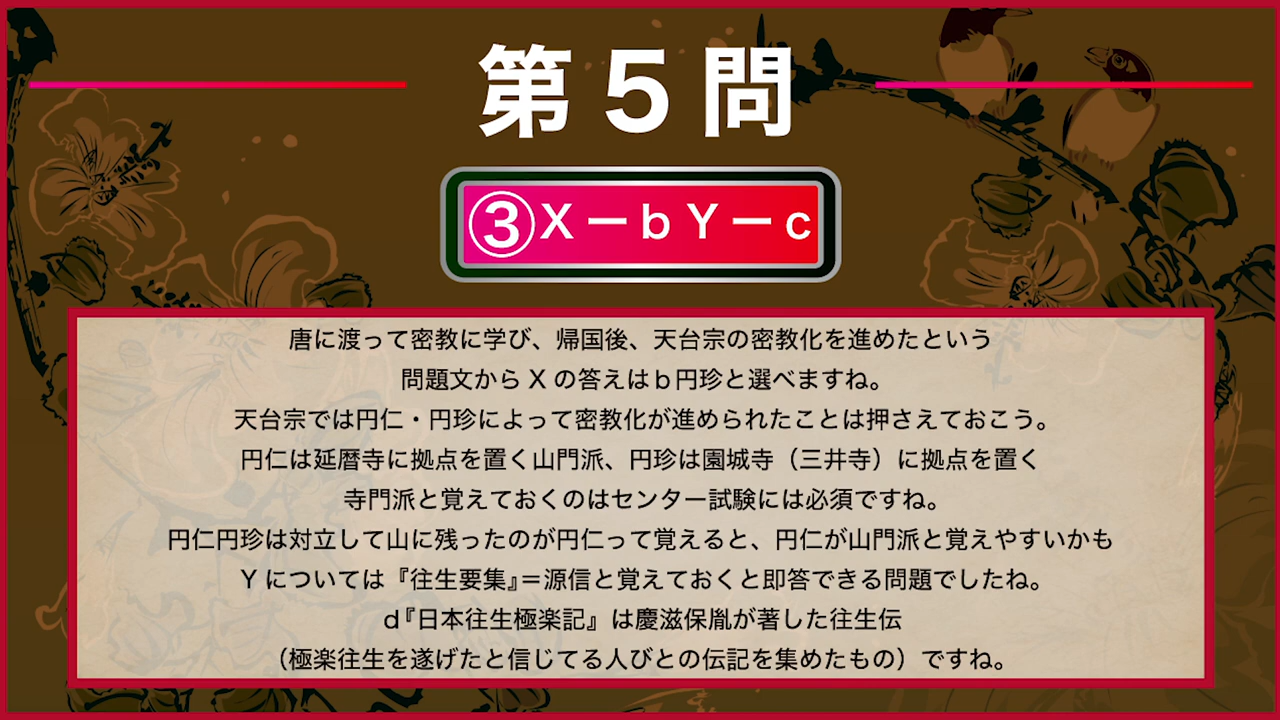 第５問
③Ｘ－ｂＹ－ｃ
唐に渡って密教に学び、帰国後、天台宗の密教化を進めたという
問題文からＸの答えはｂ円珍と選べますね。
天台宗では円仁・円珍によって密教化が進められたことは押さえておこう。
円仁は延暦寺に拠点を置く山門派、円珍は園城寺（三井寺）に拠点を置く
寺門派と覚えておくのはセンター試験には必須ですね。
円仁円珍は対立して山に残ったのが円仁って覚えると、円仁が山門派と覚えやすいかも
Ｙについては『往生要集』＝源信と覚えておくと即答できる問題でしたね。
ｄ『日本往生極楽記』は慶滋保胤が著した往生伝
（極楽往生を遂げたと信じてる人びとの伝記を集めたもの）ですね。